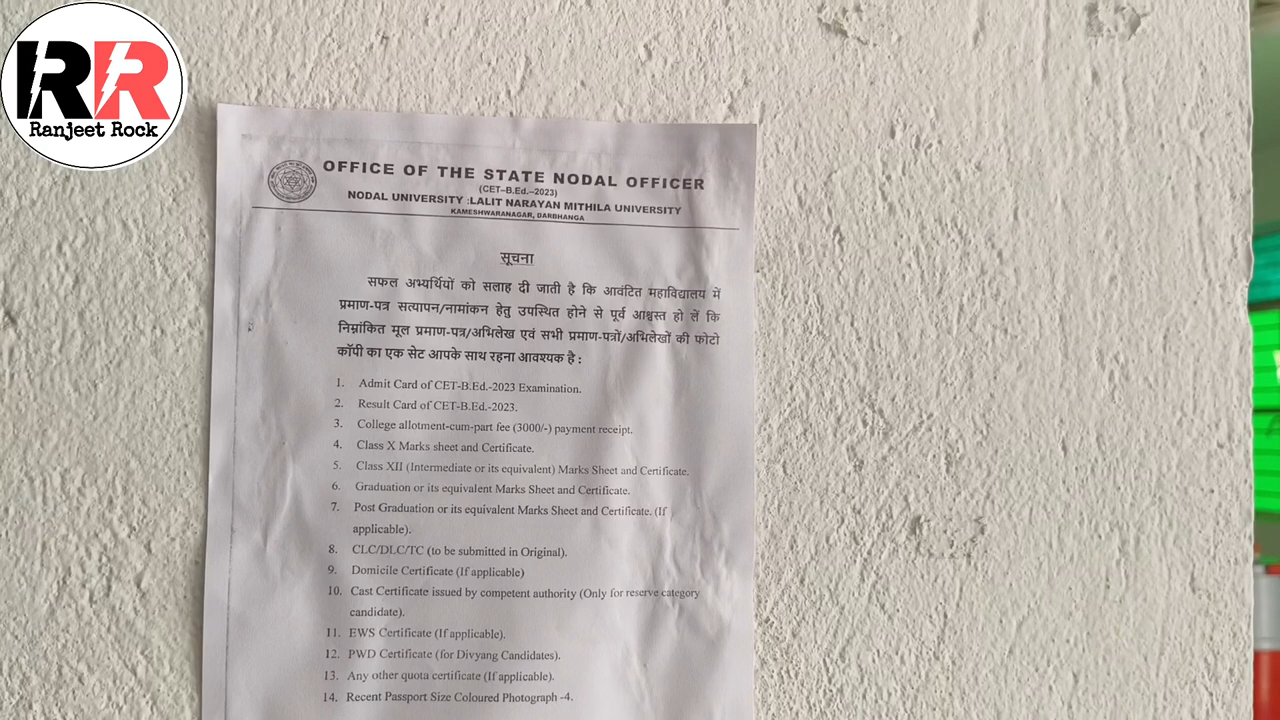 RR
Ranjeet Rock
OFFICE OF THE STATE NODAL OFFICER
(CET–B.Ed.–2023)
NODAL UNIVERSITY :LALIT NARAYAN MITHILA UNIVERSITY
KAMESHWARANAGAR, DARBHANGA
सूचना
सफल अभ्यर्थियों को सलाह दी जाती है कि आवंटित महाविद्यालय में
प्रमाण-पत्र सत्यापन/नामांकन हेतु उपस्थित होने से पूर्व आश्वस्त हो लें कि
निम्नांकित मूल प्रमाण-पत्र/अभिलेख एवं सभी प्रमाण-पत्रों/अभिलेखों की फोटो
कॉपी का एक सेट आपके साथ रहना आवश्यक है :
1. Admit Card of CET-B.Ed.-2023 Examination.
2. Result Card of CET-B.Ed.-2023.
3. College allotment-cum-part fee (3000/-) payment receipt.
4. Class X Marks sheet and Certificate.
5. Class XII (Intermediate or its equivalent) Marks Sheet and Certificate.
6. Graduation or its equivalent Marks Sheet and Certificate.
7. Post Graduation or its equivalent Marks Sheet and Certificate. (If
applicable).
8. CLC/DLC/TC (to be submitted in Original).
9. Domicile Certificate (If applicable)
10. Cast Certificate issued by competent authority (Only for reserve category
candidate).
11. EWS Certificate (If applicable).
12. PWD Certificate (for Divyang Candidates).
13. Any other quota certificate (If applicable).
14. Recent Passport Size Coloured Photograph -4.